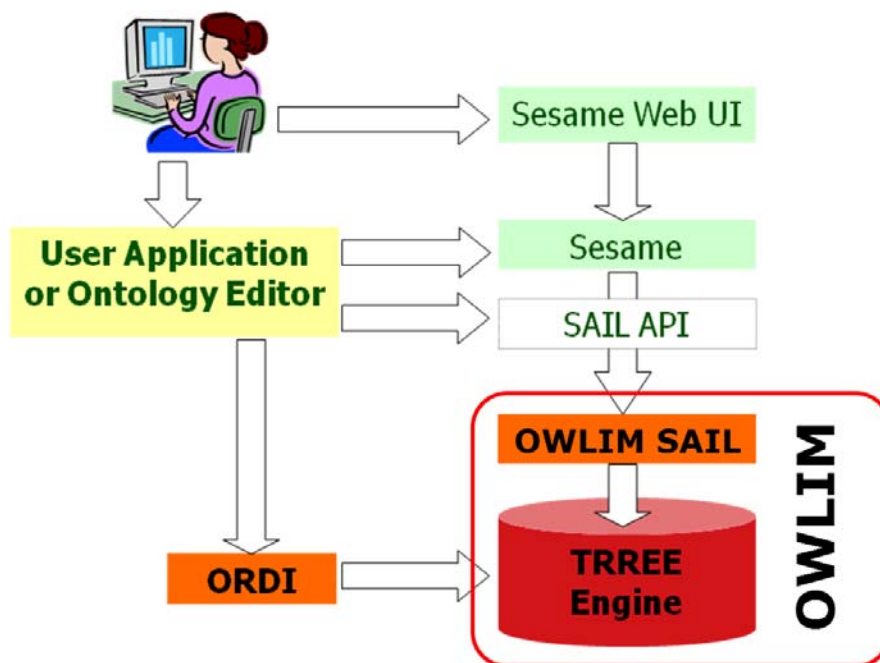 Sesame Web UI
User Application
or Ontology Editor
Sesame
SAIL API
OWLIM SAIL
TRREE
Engine
ORDI
OWLIM